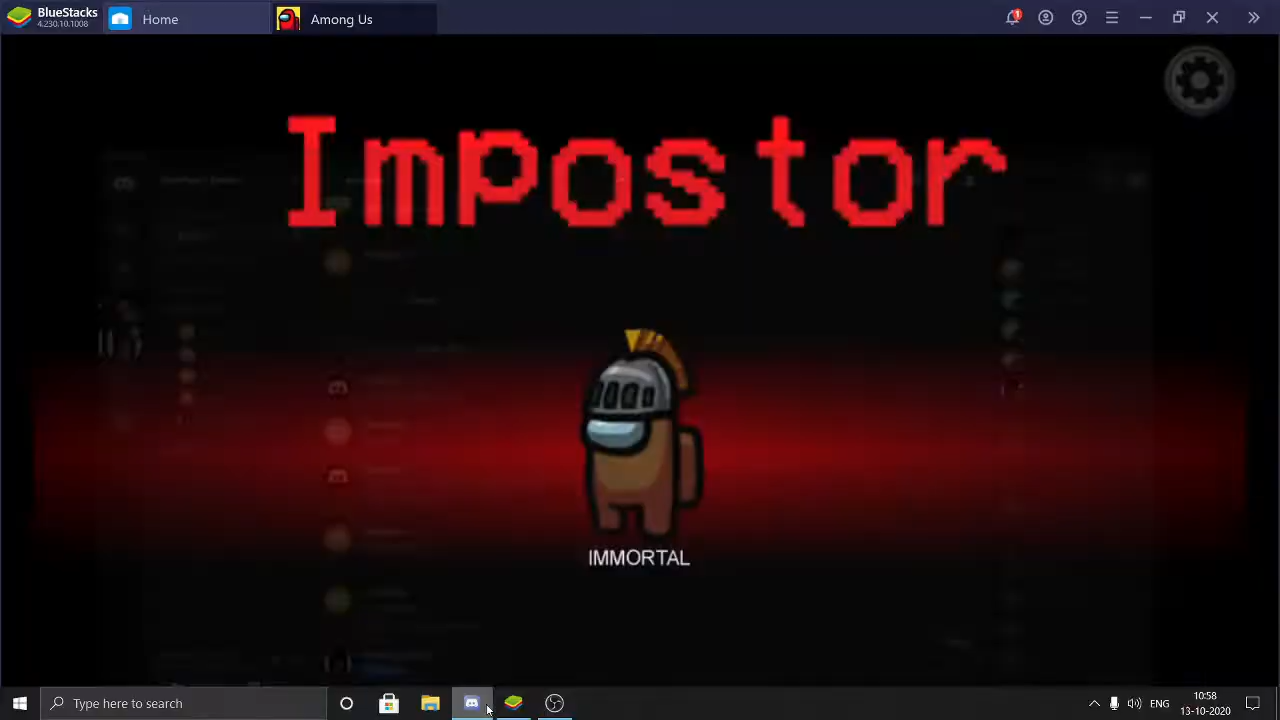 BlueStacks
4.230.10.1008
Home
Among Us
1
Impostor
IMMORTAL
Type here to search
ENG
10:58
13-10-2020